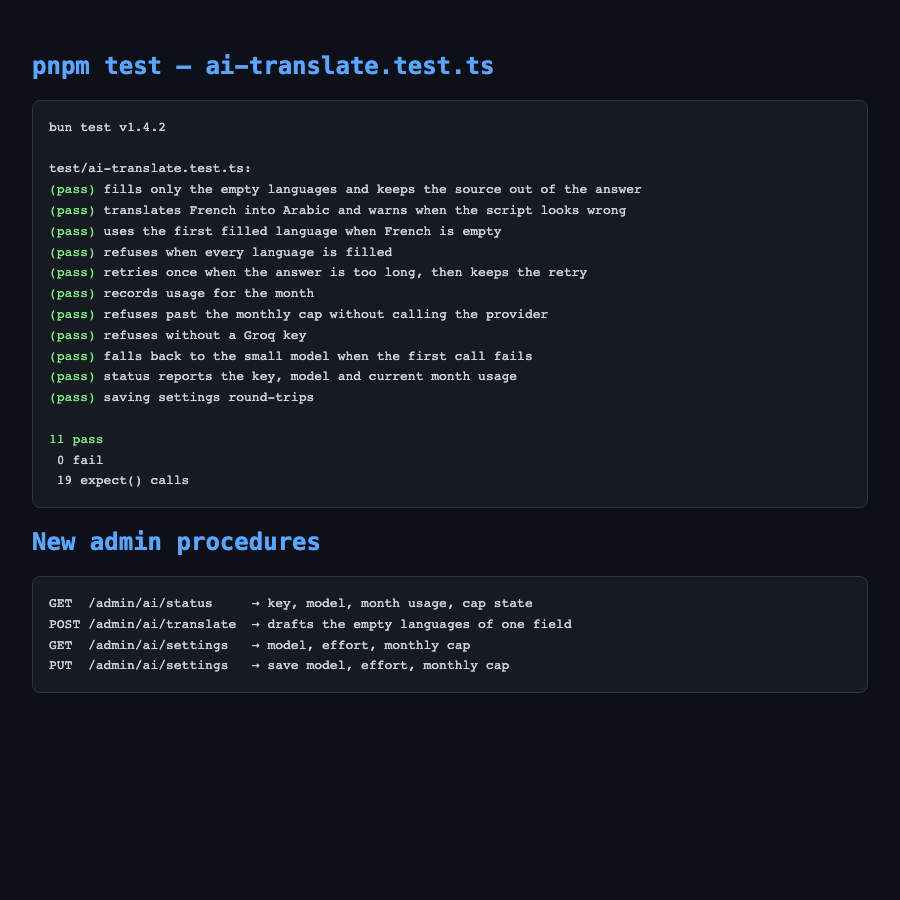 pnpm test — ai-translate.test.ts
bun test v1.4.2
test/ai-translate.test.ts:
(pass) fills only the empty languages and keeps the source out of the answer
(pass) translates French into Arabic and warns when the script looks wrong
(pass) uses the first filled language when French is empty
(pass) refuses when every language is filled
(pass) retries once when the answer is too long, then keeps the retry
(pass) records usage for the month
(pass) refuses past the monthly cap without calling the provider
(pass) refuses without a Groq key
(pass) falls back to the small model when the first call fails
(pass) status reports the key, model and current month usage
(pass) saving settings round-trips
11 pass
0 fail
19 expect() calls
New admin procedures
GET /admin/ai/status → key, model, month usage, cap state
POST /admin/ai/translate → drafts the empty languages of one field
GET /admin/ai/settings → model, effort, monthly cap
PUT /admin/ai/settings → save model, effort, monthly cap